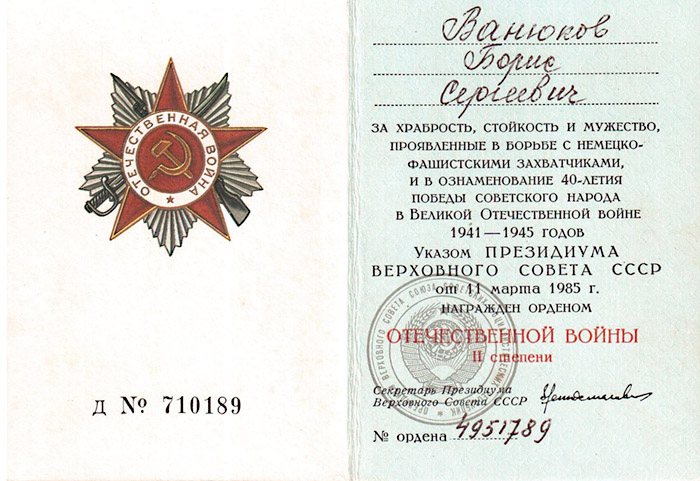 ОТЕЧЕСТВЕННАЯ ВОЙНА
Д № 710189
Ванюков
Борис
Сергеевич
ЗА ХРАБРОСТЬ, СТОЙКОСТЬ И МУЖЕСТВО,
ПРОЯВЛЕННЫЕ В БОРЬБЕ С НЕМЕЦКО-
ФАШИСТСКИМИ ЗАХВАТЧИКАМИ,
И В ОЗНАМЕНОВАНИЕ 40-ЛЕТИЯ
ПОБЕДЫ СОВЕТСКОГО НАРОДА
В ВЕЛИКОЙ ОТЕЧЕСТВЕННОЙ ВОЙНЕ
1941—1945 ГОДОВ
УКАЗОМ ПРЕЗИДИУМА
ВЕРХОВНОГО СОВЕТА СССР
от 11 марта 1985 г.
НАГРАЖДЕН ОРДЕНОМ
ОТЕЧЕСТВЕННОЙ ВОЙНЫ
II степени
Секретарь Президиума
Верховного Совета СССР
№ ордена 4951789